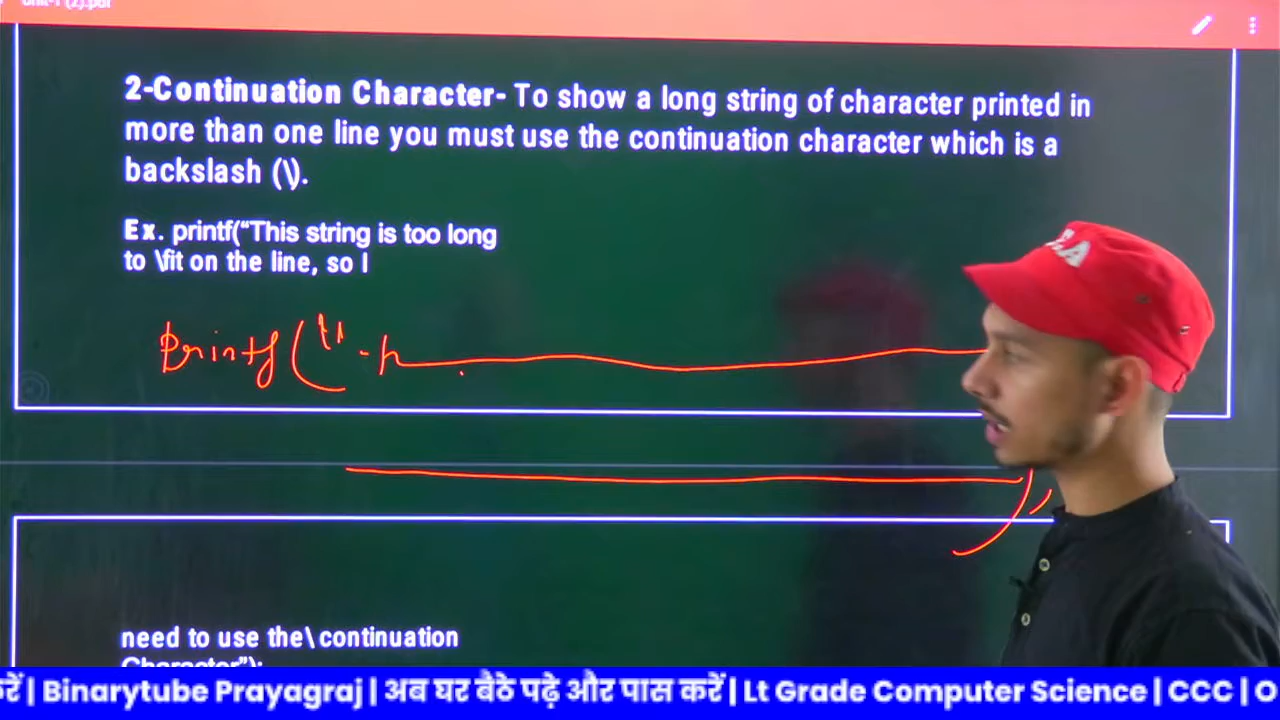 2-Continuation Character- To show a long string of character printed in
more than one line you must use the continuation character which is a
backslash (\).
Ex. printf("This string is too long
to \fit on the line, so I
Printf("
need to use the\ continuation
Character");
रें | Binarytube Prayagraj | अब घर बैठे पढ़े और पास करें | Lt Grade Computer Science | CCC | O